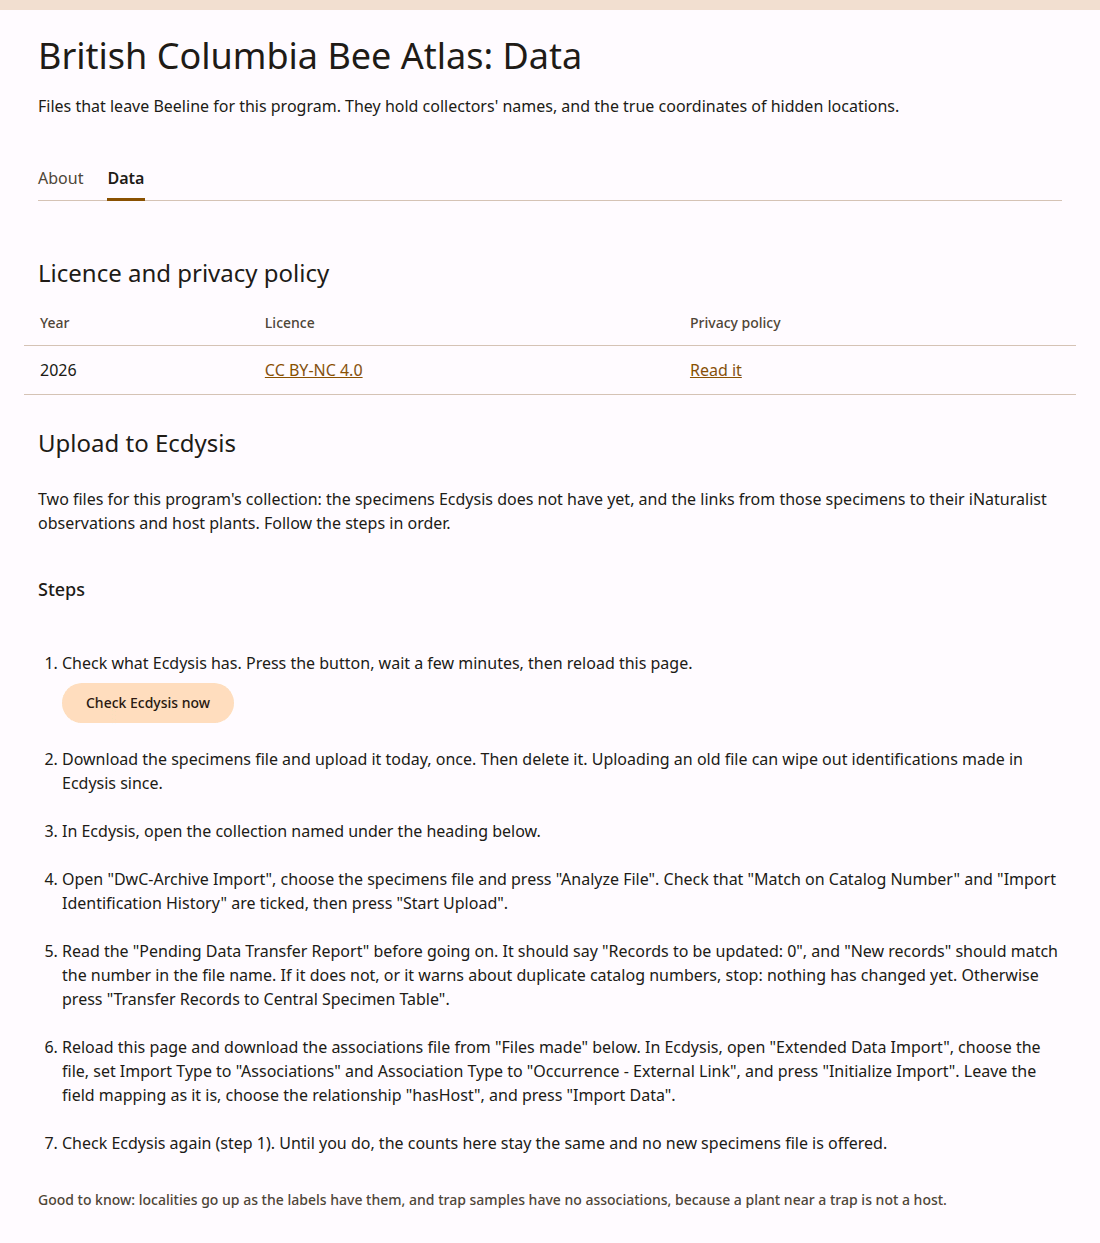 British Columbia Bee Atlas: Data
Files that leave Beeline for this program. They hold collectors' names, and the true coordinates of hidden locations.
About Data
Licence and privacy policy
Year Licence Privacy policy
2026 CC BY-NC 4.0 Read it
Upload to Ecdysis
Two files for this program's collection: the specimens Ecdysis does not have yet, and the links from those specimens to their iNaturalist
observations and host plants. Follow the steps in order.
Steps
1. Check what Ecdysis has. Press the button, wait a few minutes, then reload this page.
Check Ecdysis now
2. Download the specimens file and upload it today, once. Then delete it. Uploading an old file can wipe out identifications made in
Ecdysis since.
3. In Ecdysis, open the collection named under the heading below.
4. Open "DwC-Archive Import", choose the specimens file and press "Analyze File". Check that "Match on Catalog Number" and "Import
Identification History" are ticked, then press "Start Upload".
5. Read the "Pending Data Transfer Report" before going on. It should say "Records to be updated: 0", and "New records" should match
the number in the file name. If it does not, or it warns about duplicate catalog numbers, stop: nothing has changed yet. Otherwise
press "Transfer Records to Central Specimen Table".
6. Reload this page and download the associations file from "Files made" below. In Ecdysis, open "Extended Data Import", choose the
file, set Import Type to "Associations" and Association Type to "Occurrence - External Link", and press "Initialize Import". Leave the
field mapping as it is, choose the relationship "hasHost", and press "Import Data".
7. Check Ecdysis again (step 1). Until you do, the counts here stay the same and no new specimens file is offered.
Good to know: localities go up as the labels have them, and trap samples have no associations, because a plant near a trap is not a host.